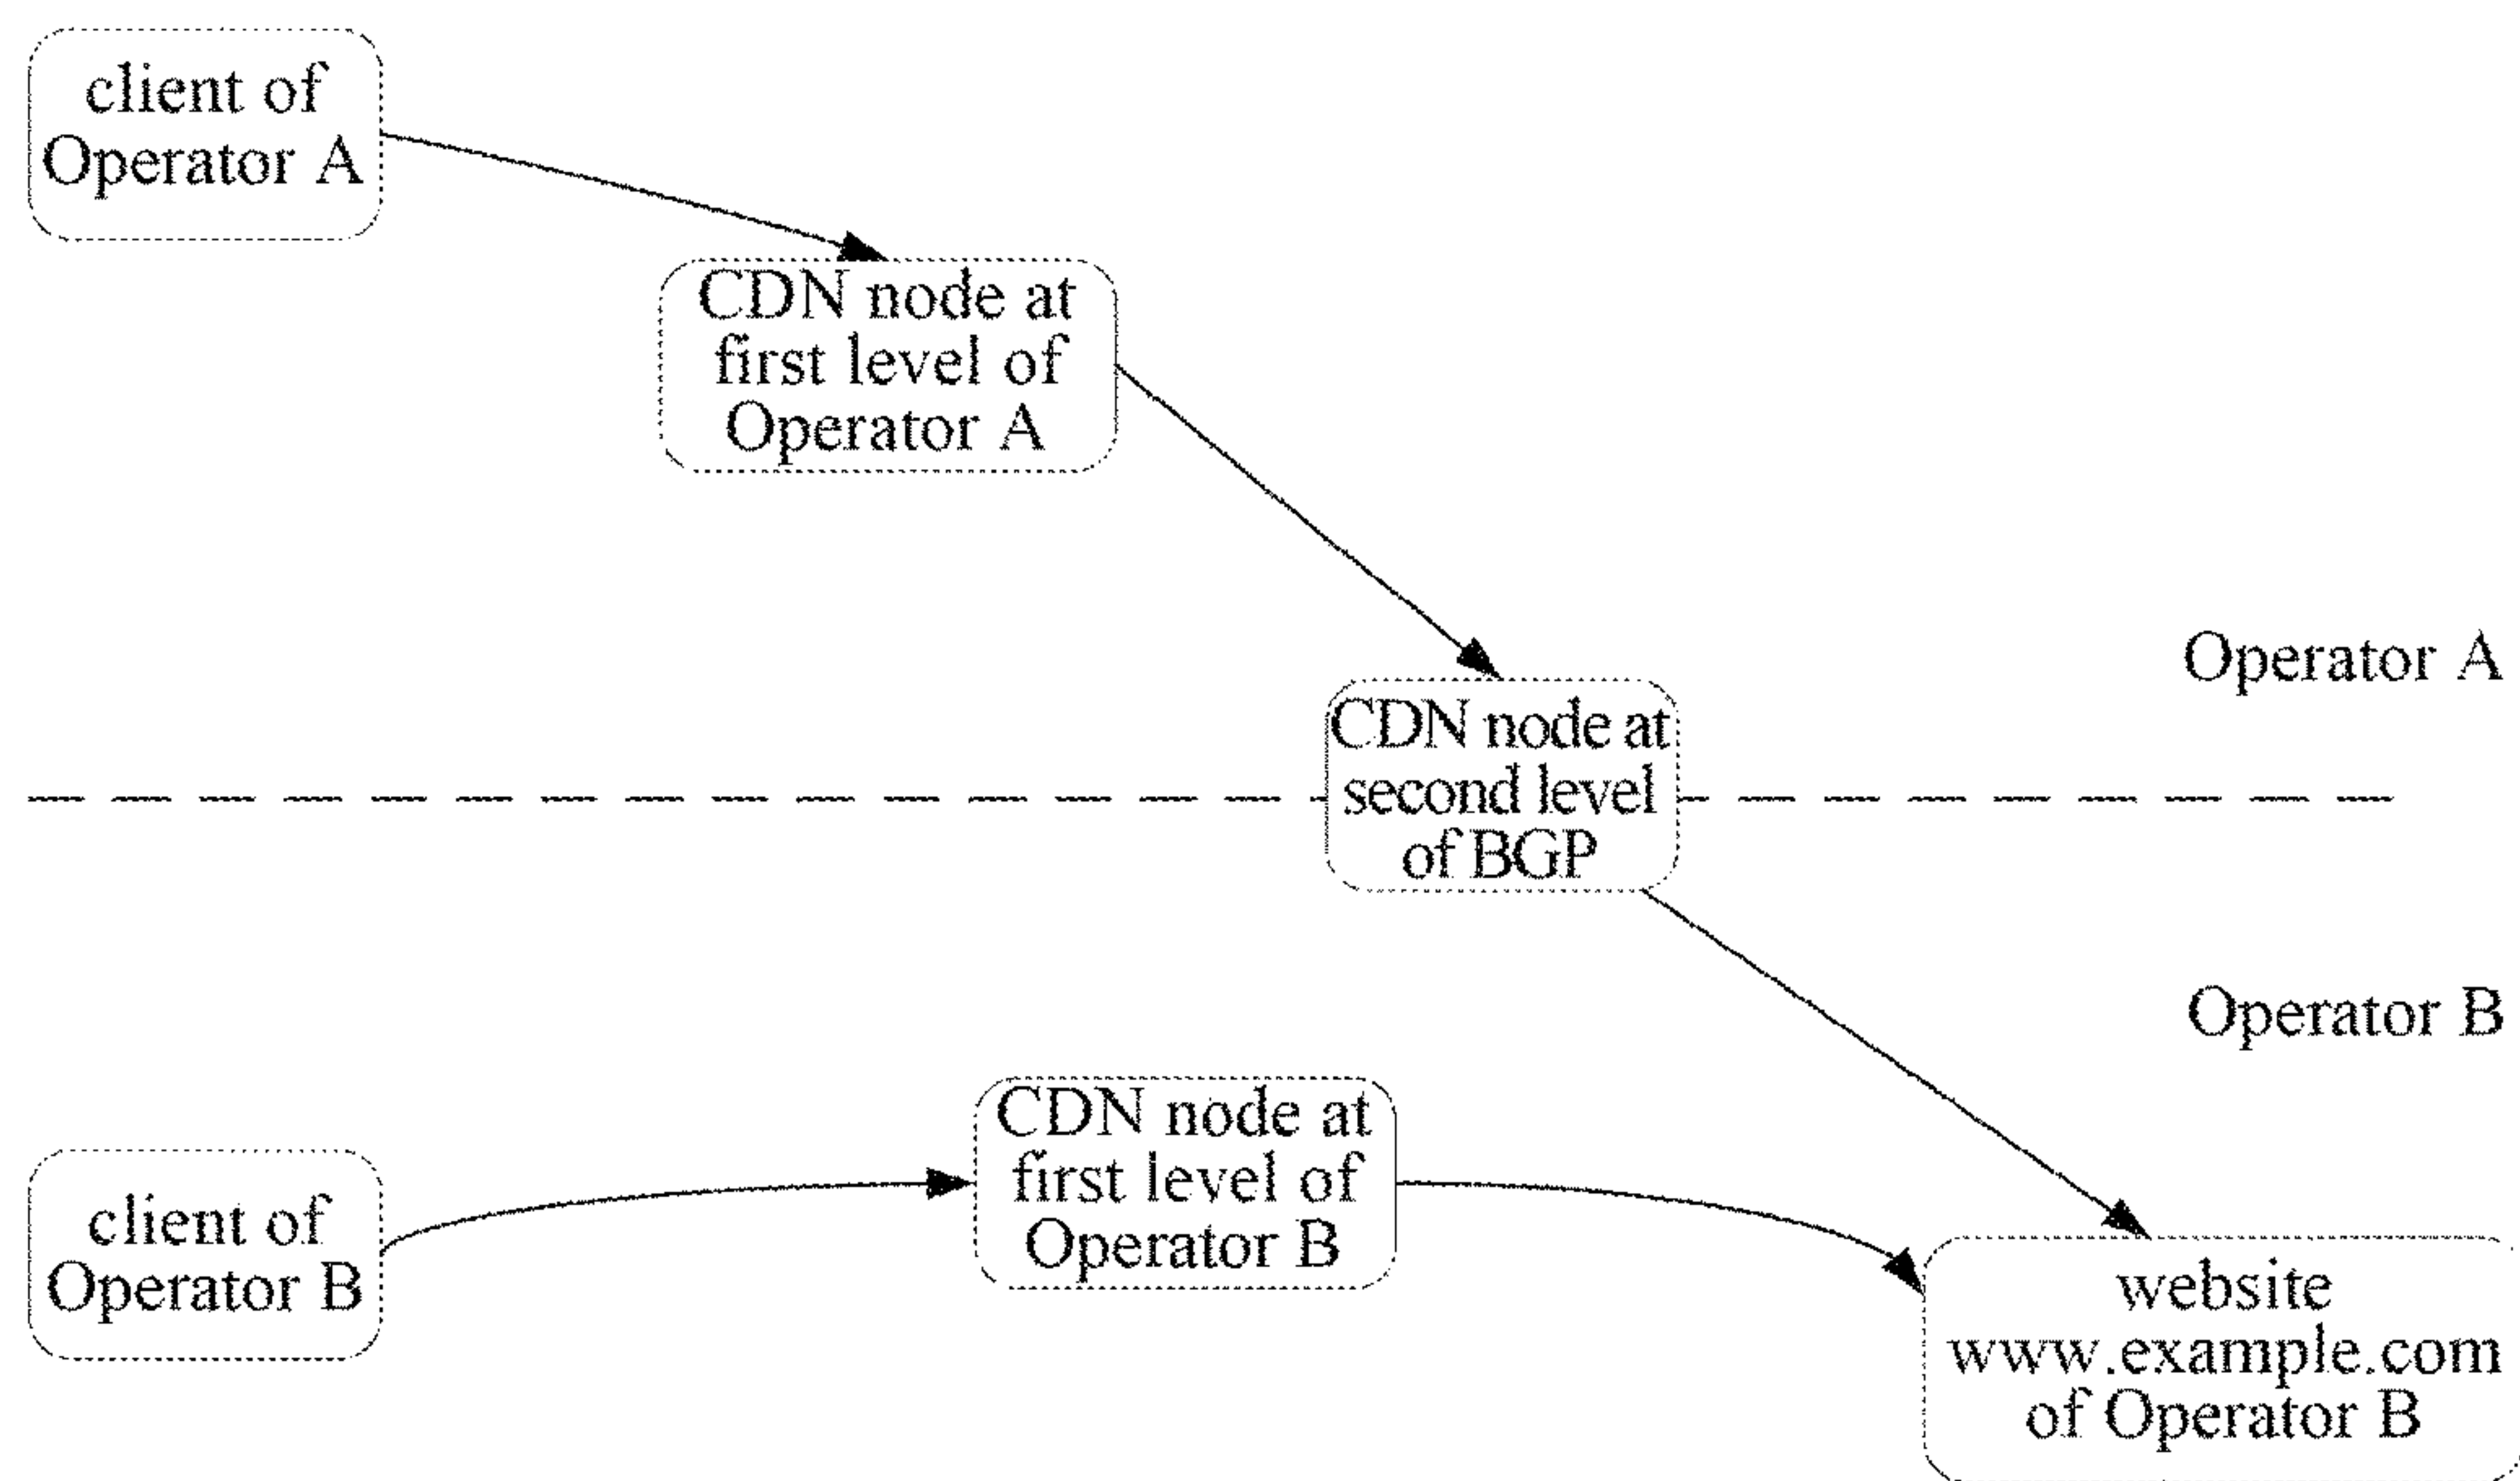 client of
Operator A
CDN node at
first level of
Operator A
Operator A
CDN node at
second level
of BGP
Operator B
CDN node at
first level of
Operator B
client of
Operator B
website
www.example.com
of Operator B